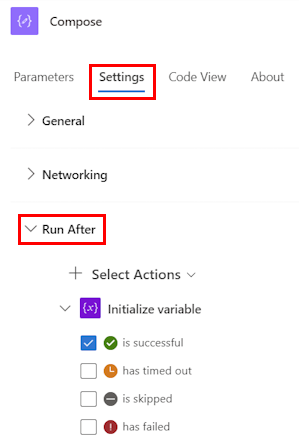 Compose
Parameters Settings Code View About
General
Networking
Run After
Select Actions
Initialize variable
is successful
has timed out
is skipped
has failed